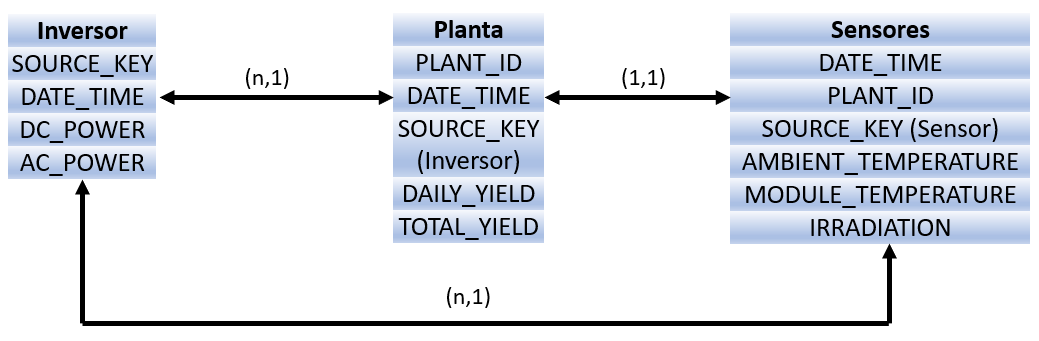 Inversor
SOURCE_KEY
DATE_TIME
DC_POWER
AC_POWER
(n,1)
Planta
PLANT_ID
DATE_TIME
SOURCE_KEY
(Inversor)
DAILY_YIELD
TOTAL_YIELD
(1,1)
Sensores
DATE_TIME
PLANT_ID
SOURCE_KEY (Sensor)
AMBIENT_TEMPERATURE
MODULE_TEMPERATURE
IRRADIATION
(n,1)